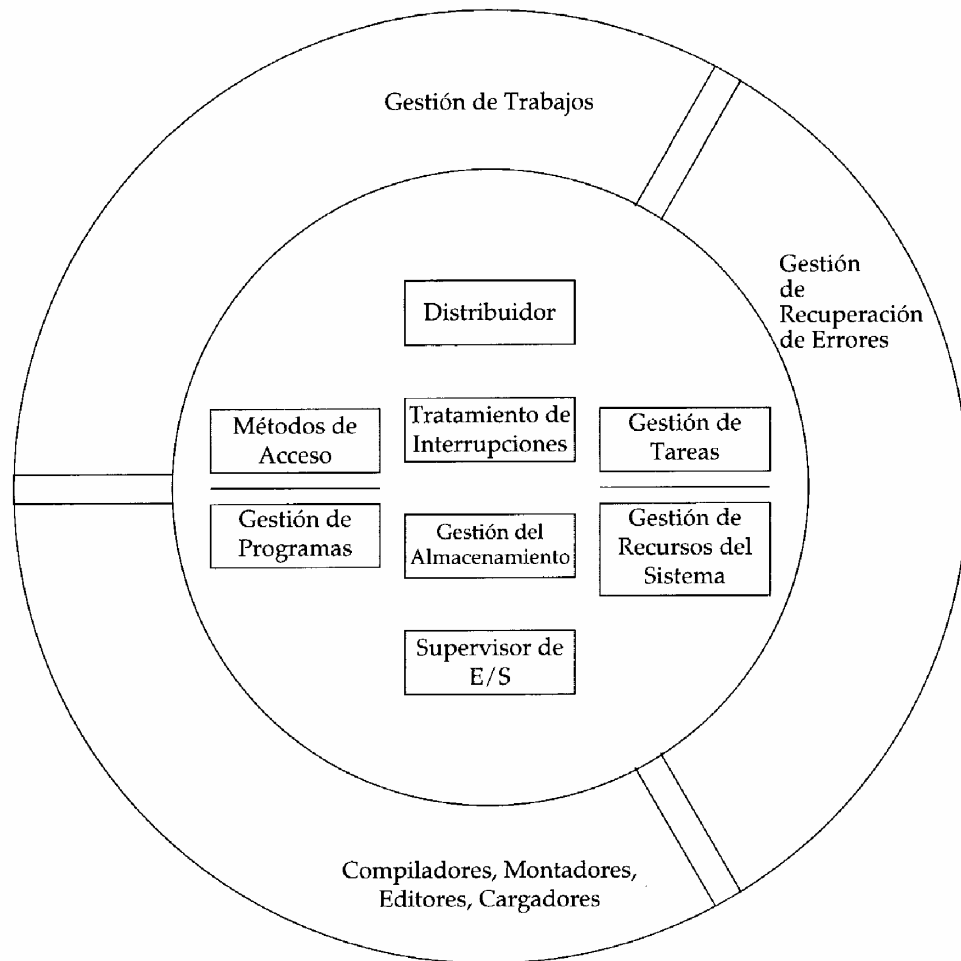 Gestión de Trabajos
Gestión
de
Recuperación
de Errores
Distribuidor
Métodos de
Acceso
Tratamiento de
Interrupciones
Gestión de
Tareas
Gestión de
Programas
Gestión del
Almacenamiento
Gestión de
Recursos del
Sistema
Supervisor de
E/S
Compiladores, Montadores,
Editores, Cargadores